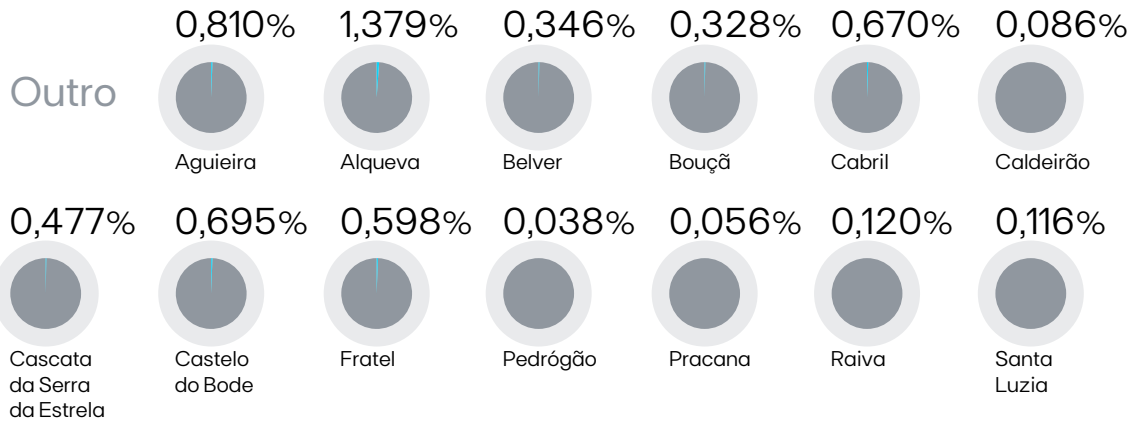 0,810% 1,379% 0,346% 0,328% 0,670% 0,086%
Outro
Aguieira Alqueva Belver Bouçã Cabril Caldeirão
0,477% 0,695% 0,598% 0,038% 0,056% 0,120% 0,116%
Cascata Castelo Fratel Pedrógão Pracana Raiva Santa
da Serra do Bode Luzia
da Estrela